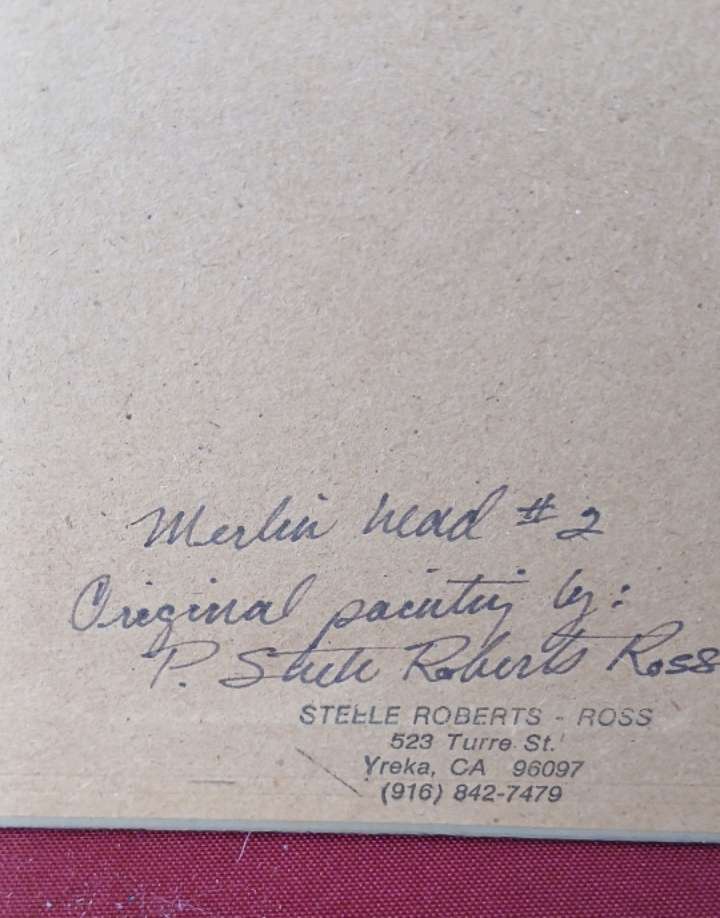 Merlin head #2
Original painting by:
P. Steele Roberts Ross
STEELE ROBERTS - ROSS
523 Turre St.
Yreka, CA 96097
(916) 842-7479